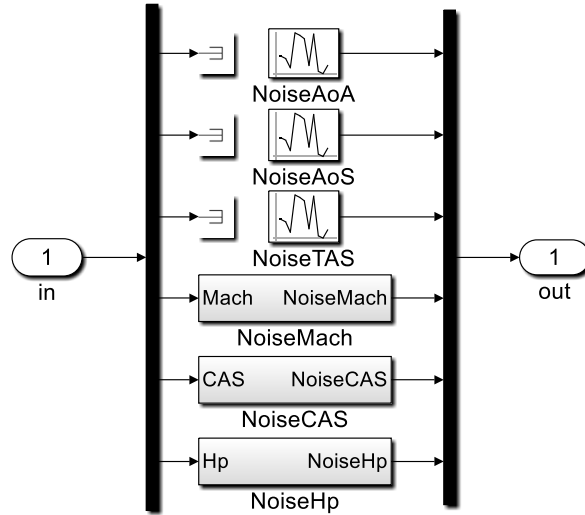 NoiseAoA
NoiseAoS
1
in
NoiseTAS
1
out
Mach NoiseMach
NoiseMach
CAS NoiseCAS
NoiseCAS
Hp NoiseHp
NoiseHp